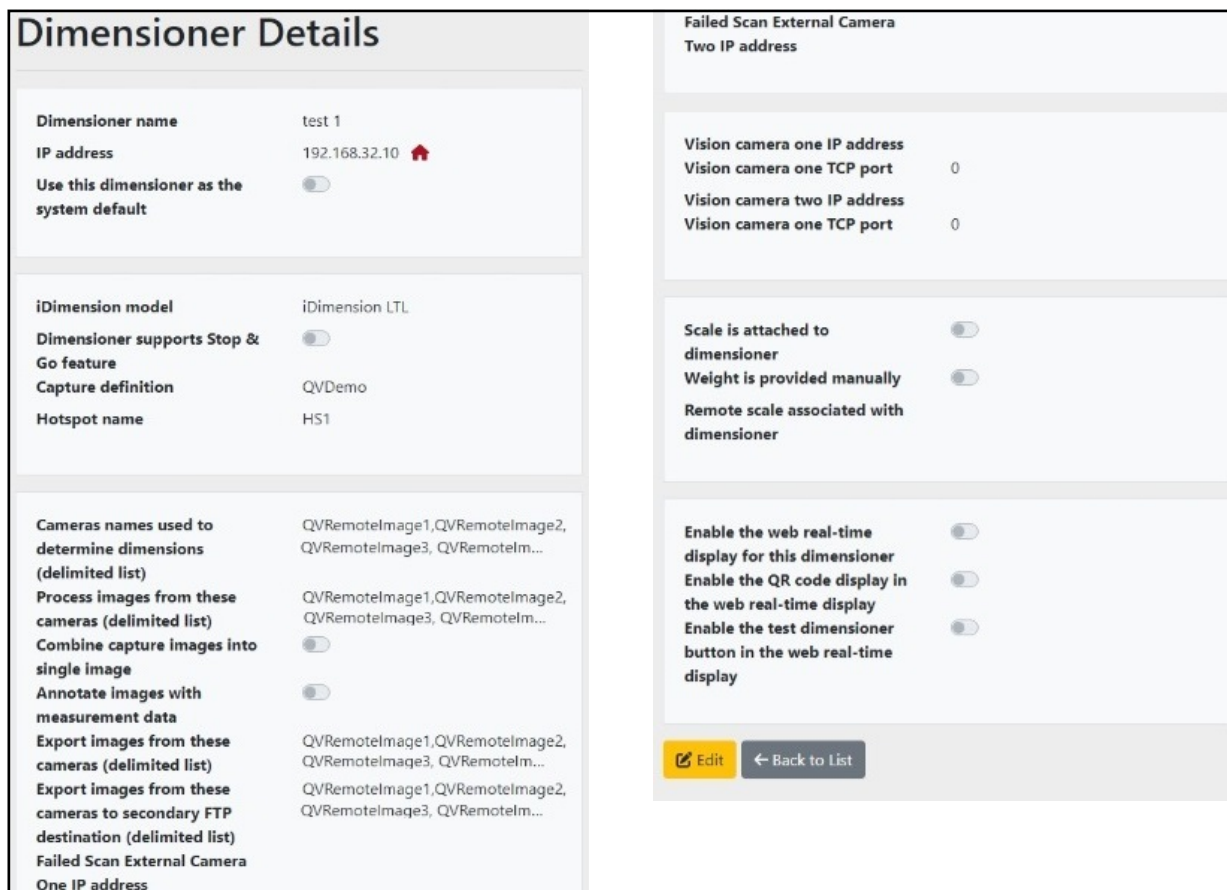 Dimensioner Details
Dimensioner name test 1
IP address 192.168.32.10
Use this dimensioner as the
system default
iDimension model iDimension LTL
Dimensioner supports Stop &
Go feature
Capture definition QVDemo
Hotspot name HS1
Cameras names used to QVRemoteImage1,QVRemoteImage2,
determine dimensions QVRemoteImage3, QVRemoteIm...
(delimited list)
Process images from these QVRemoteImage1,QVRemoteImage2,
cameras (delimited list) QVRemoteImage3, QVRemoteIm...
Combine capture images into
single image
Annotate images with
measurement data
Export images from these QVRemoteImage1,QVRemoteImage2,
cameras (delimited list) QVRemoteImage3, QVRemoteIm...
Export images from these QVRemoteImage1,QVRemoteImage2,
cameras to secondary FTP QVRemoteImage3, QVRemoteIm...
destination (delimited list)
Failed Scan External Camera
One IP address
Failed Scan External Camera
Two IP address
Vision camera one IP address
Vision camera one TCP port 0
Vision camera two IP address
Vision camera one TCP port 0
Scale is attached to
dimensioner
Weight is provided manually
Remote scale associated with
dimensioner
Enable the web real-time
display for this dimensioner
Enable the QR code display in
the web real-time display
Enable the test dimensioner
button in the web real-time
display
Edit
Back to List